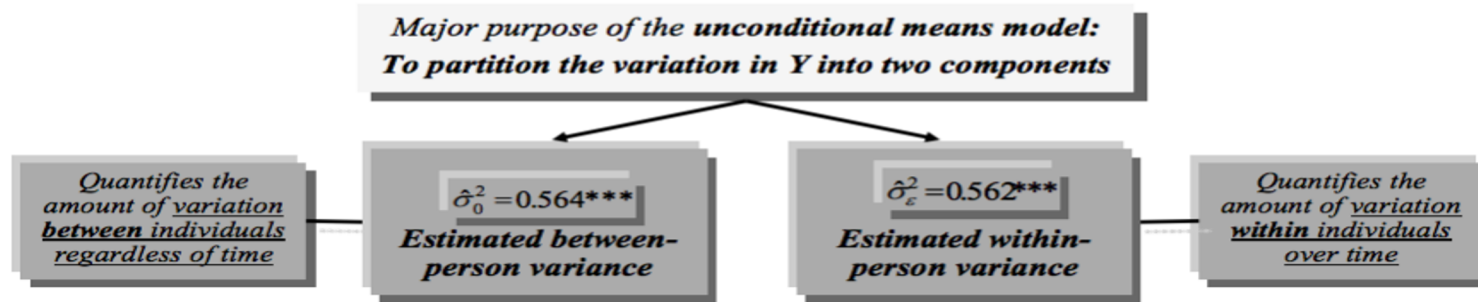 Major purpose of the unconditional means model:
To partition the variation in Y into two components
Quantifies the
amount of variation
between individuals
regardless of time
σ̂₀² = 0.564***
Estimated between-
person variance
σ̂ε² = 0.562***
Estimated within-
person variance
Quantifies the
amount of variation
within individuals
over time